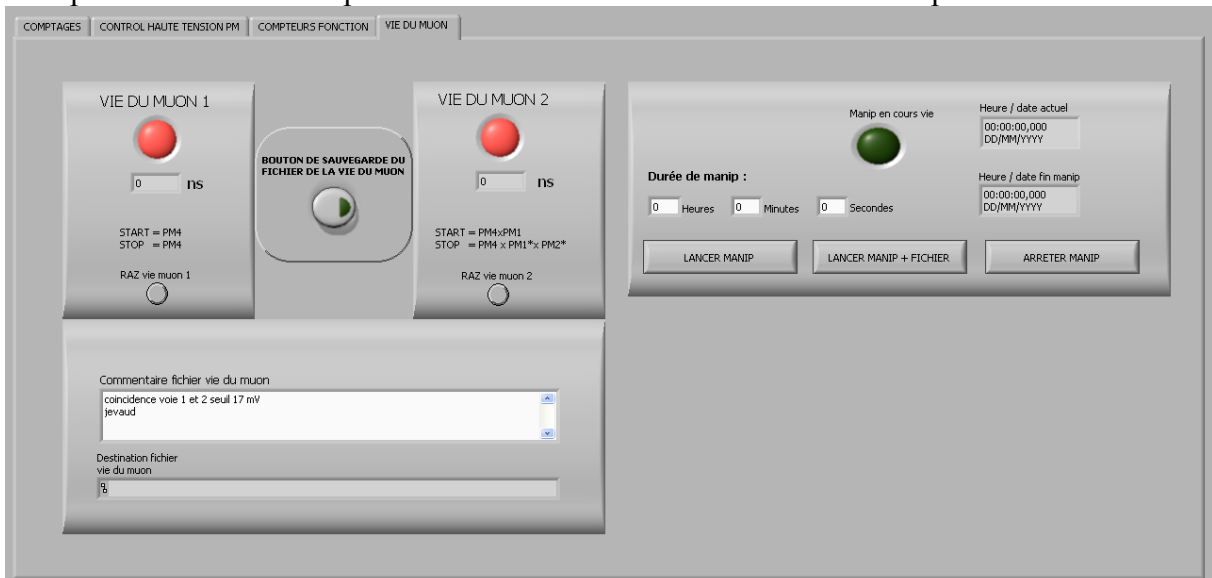 COMPTAGES
CONTROL HAUTE TENSION PM
COMPTEURS FONCTION
VIE DU MUON
VIE DU MUON 1
0 ns
START = PM4
STOP = PM4
RAZ vie muon 1
BOUTON DE SAUVEGARDE DU
FICHIER DE LA VIE DU MUON
VIE DU MUON 2
0 ns
START = PM4xPM1
STOP = PM4 x PM1*x PM2*
RAZ vie muon 2
Manip en cours vie
Heure / date actuel
00:00:00,000
DD/MM/YYYY
Durée de manip :
0 Heures 0 Minutes 0 Secondes
Heure / date fin manip
00:00:00,000
DD/MM/YYYY
LANCER MANIP
LANCER MANIP + FICHIER
ARRETER MANIP
Commentaire fichier vie du muon
coincidence voie 1 et 2 seuil 17 mV
jevaud
Destination fichier
vie du muon